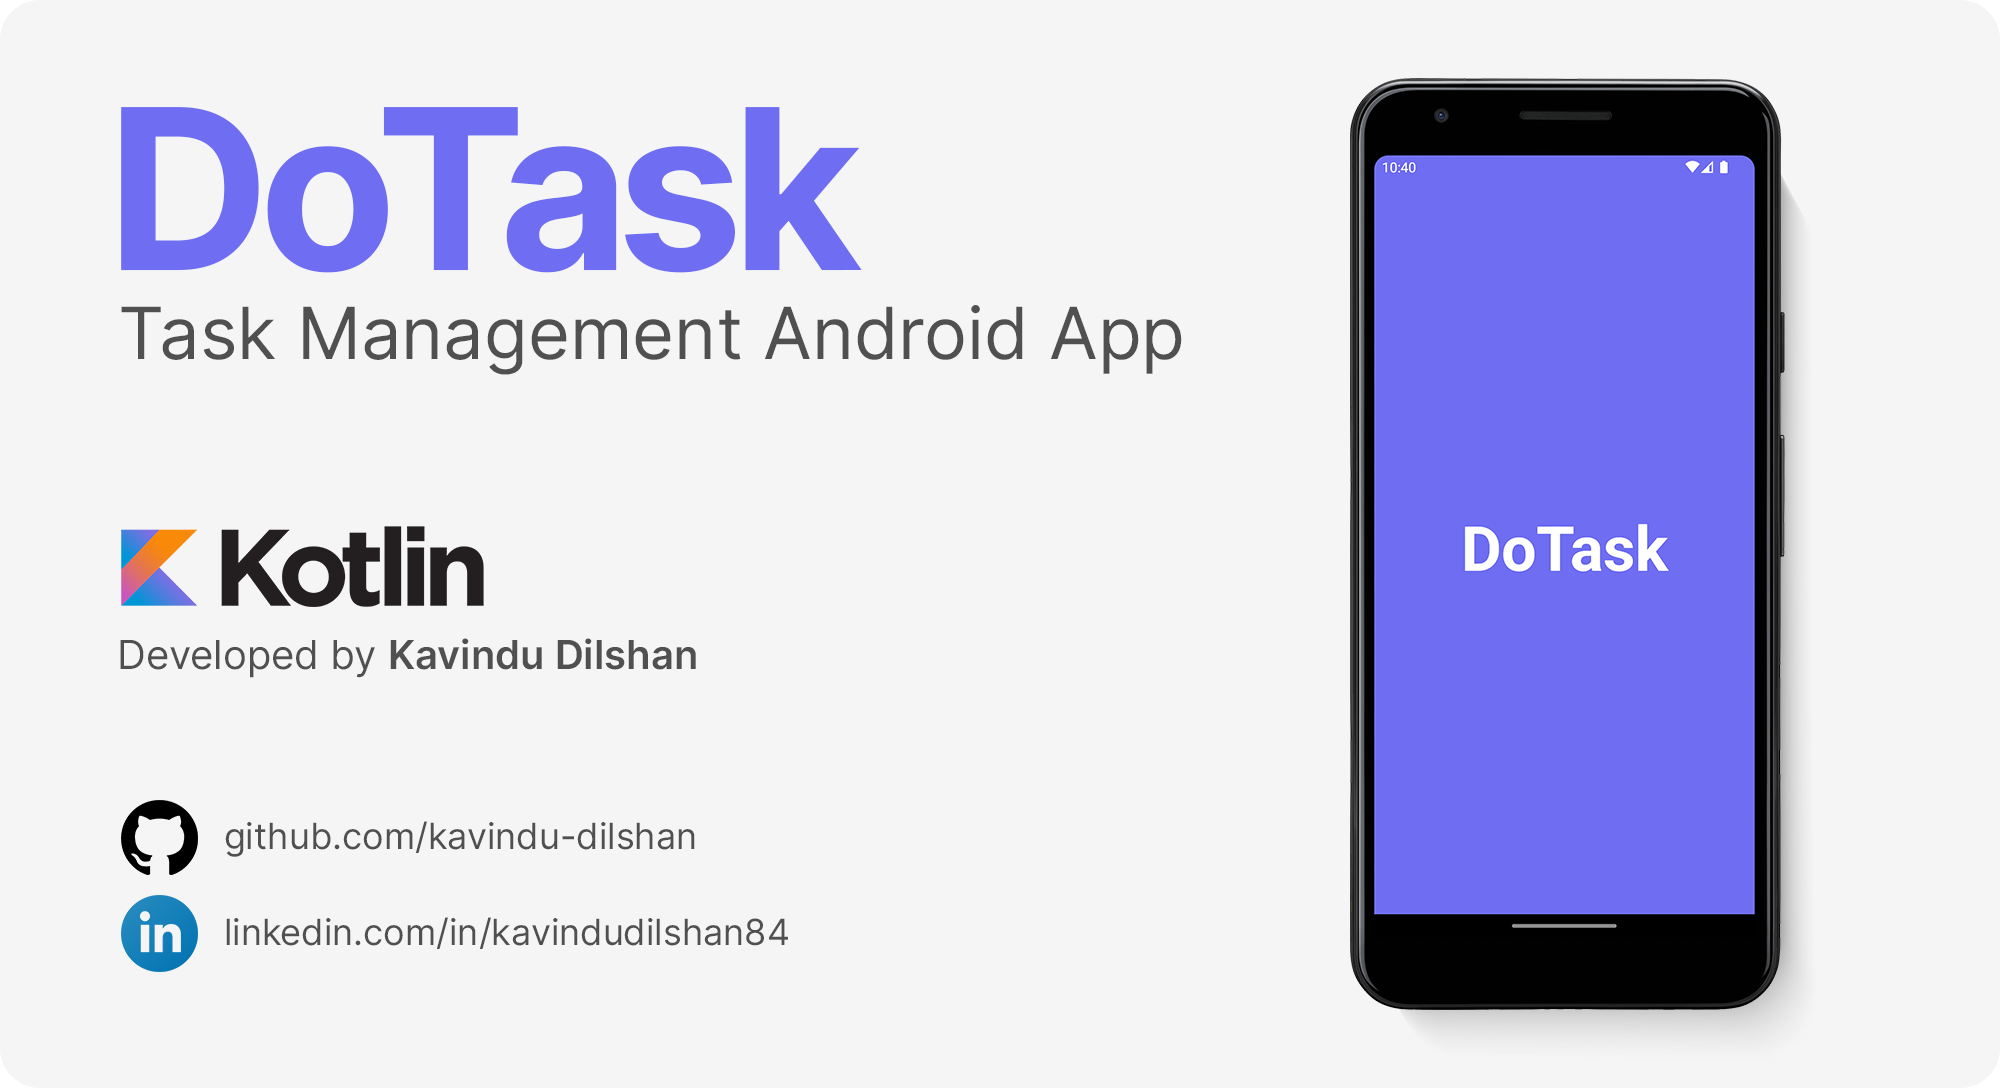 DoTask
Task Management Android App
Kotlin
Developed by Kavindu Dilshan
github.com/kavindu-dilshan
in
linkedin.com/in/kavindudilshan84
10:40
DoTask